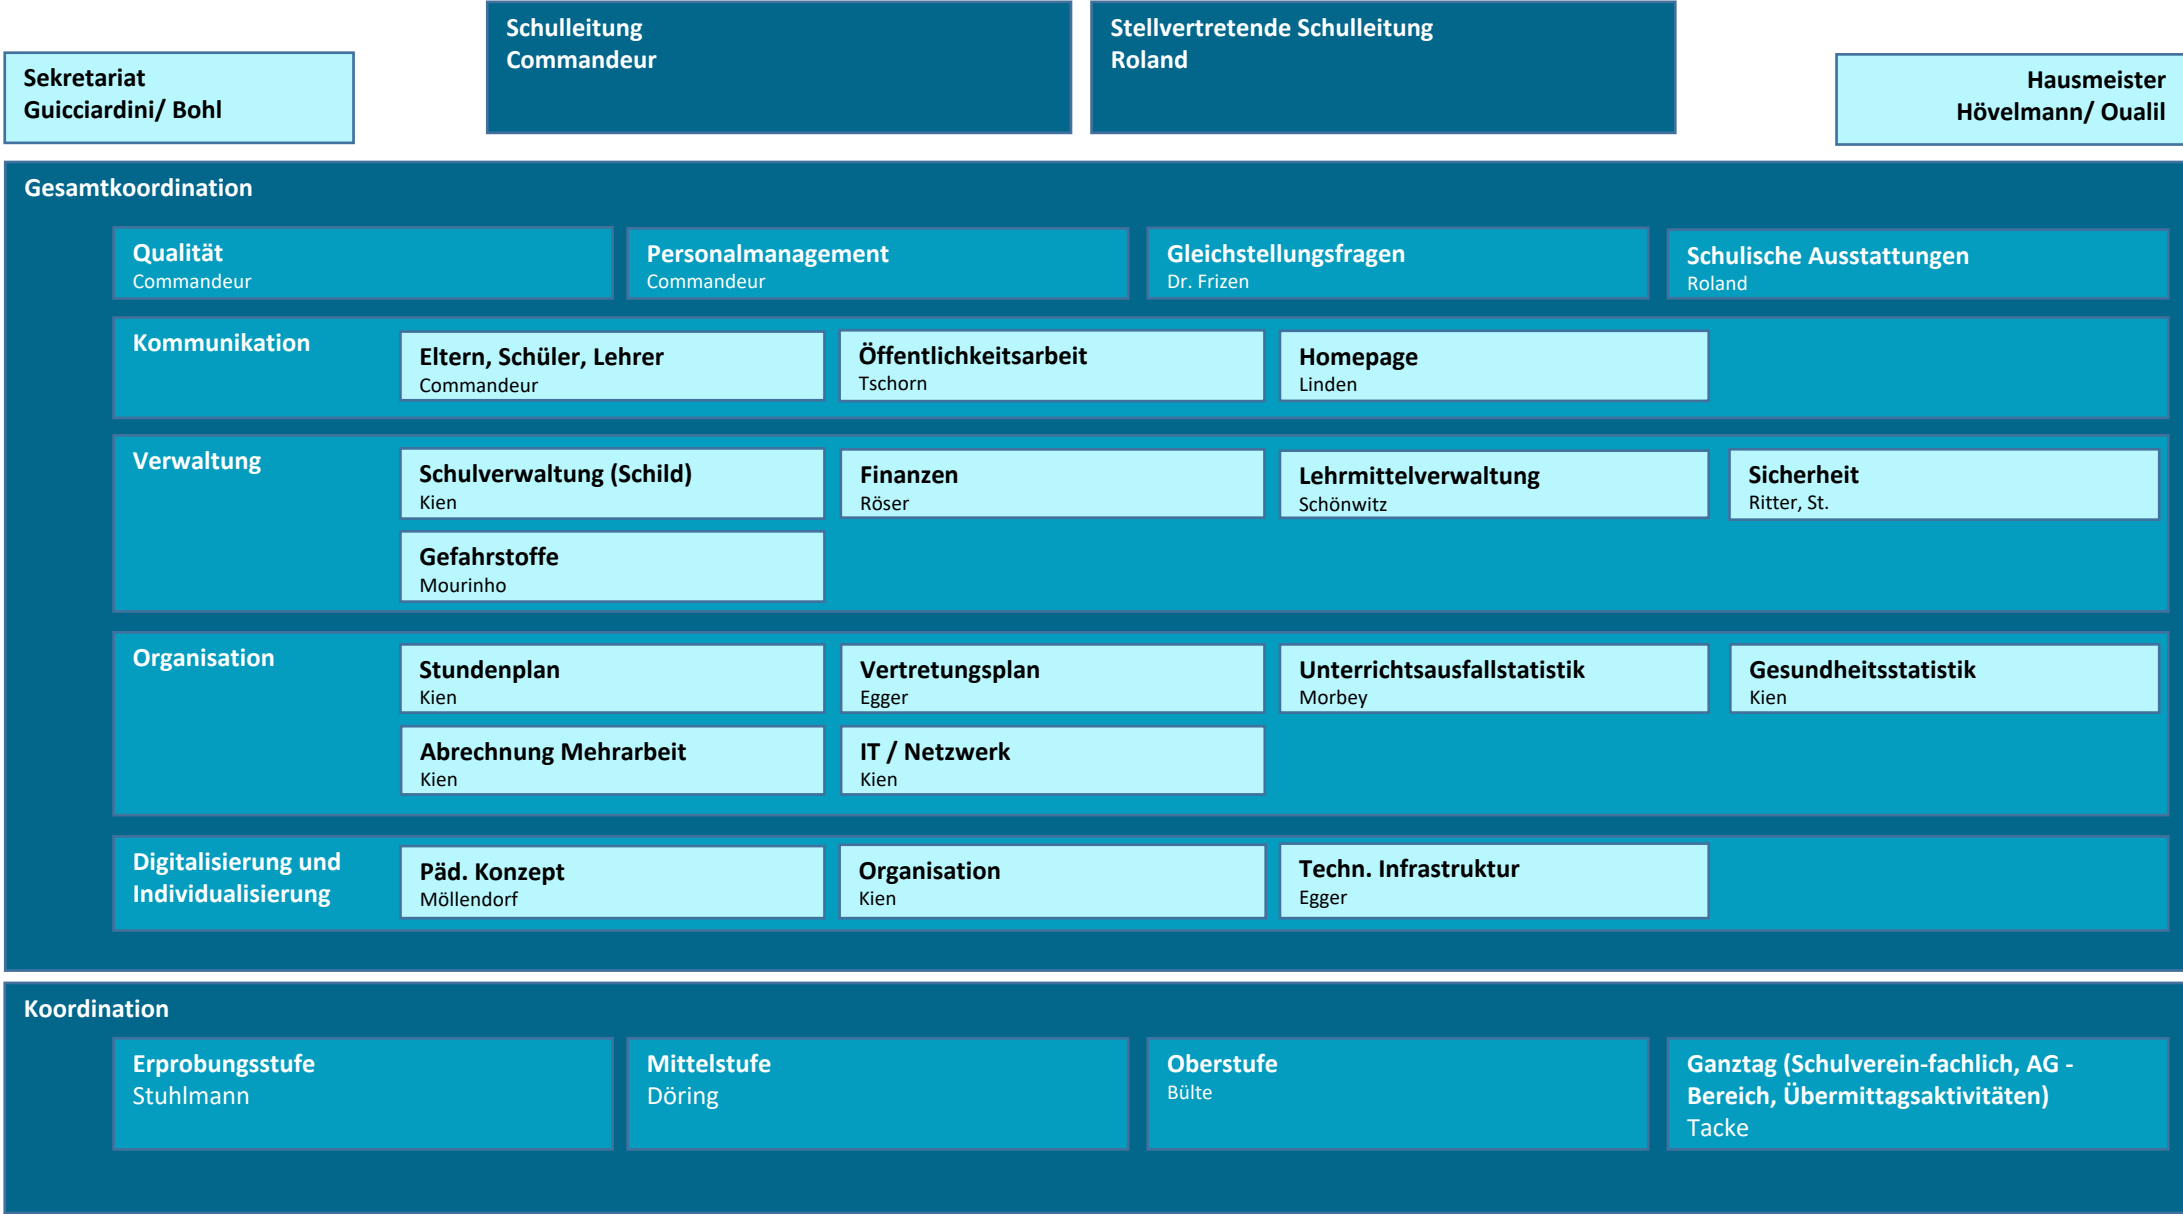 Schulleitung
Commandeur
Stellvertretende Schulleitung
Roland
Sekretariat
Guicciardini/ Bohl
Hausmeister
Hövelmann/ Oualil
Gesamtkoordination
Qualität
Commandeur
Personalmanagement
Commandeur
Gleichstellungsfragen
Dr. Frizen
Schulische Ausstattungen
Roland
Kommunikation
Eltern, Schüler, Lehrer
Commandeur
Öffentlichkeitsarbeit
Tschorn
Homepage
Linden
Verwaltung
Schulverwaltung (Schild)
Kien
Finanzen
Röser
Lehrmittelverwaltung
Schönwitz
Sicherheit
Ritter, St.
Gefahrstoffe
Mourinho
Organisation
Stundenplan
Kien
Vertretungsplan
Egger
Unterrichtsausfallstatistik
Morbey
Gesundheitsstatistik
Kien
Abrechnung Mehrarbeit
Kien
IT / Netzwerk
Kien
Digitalisierung und
Individualisierung
Päd. Konzept
Möllendorf
Organisation
Kien
Techn. Infrastruktur
Egger
Koordination
Erprobungsstufe
Stuhlmann
Mittelstufe
Döring
Oberstufe
Bülte
Ganztag (Schulverein-fachlich, AG -
Bereich, Übermittagsaktivitäten)
Tacke